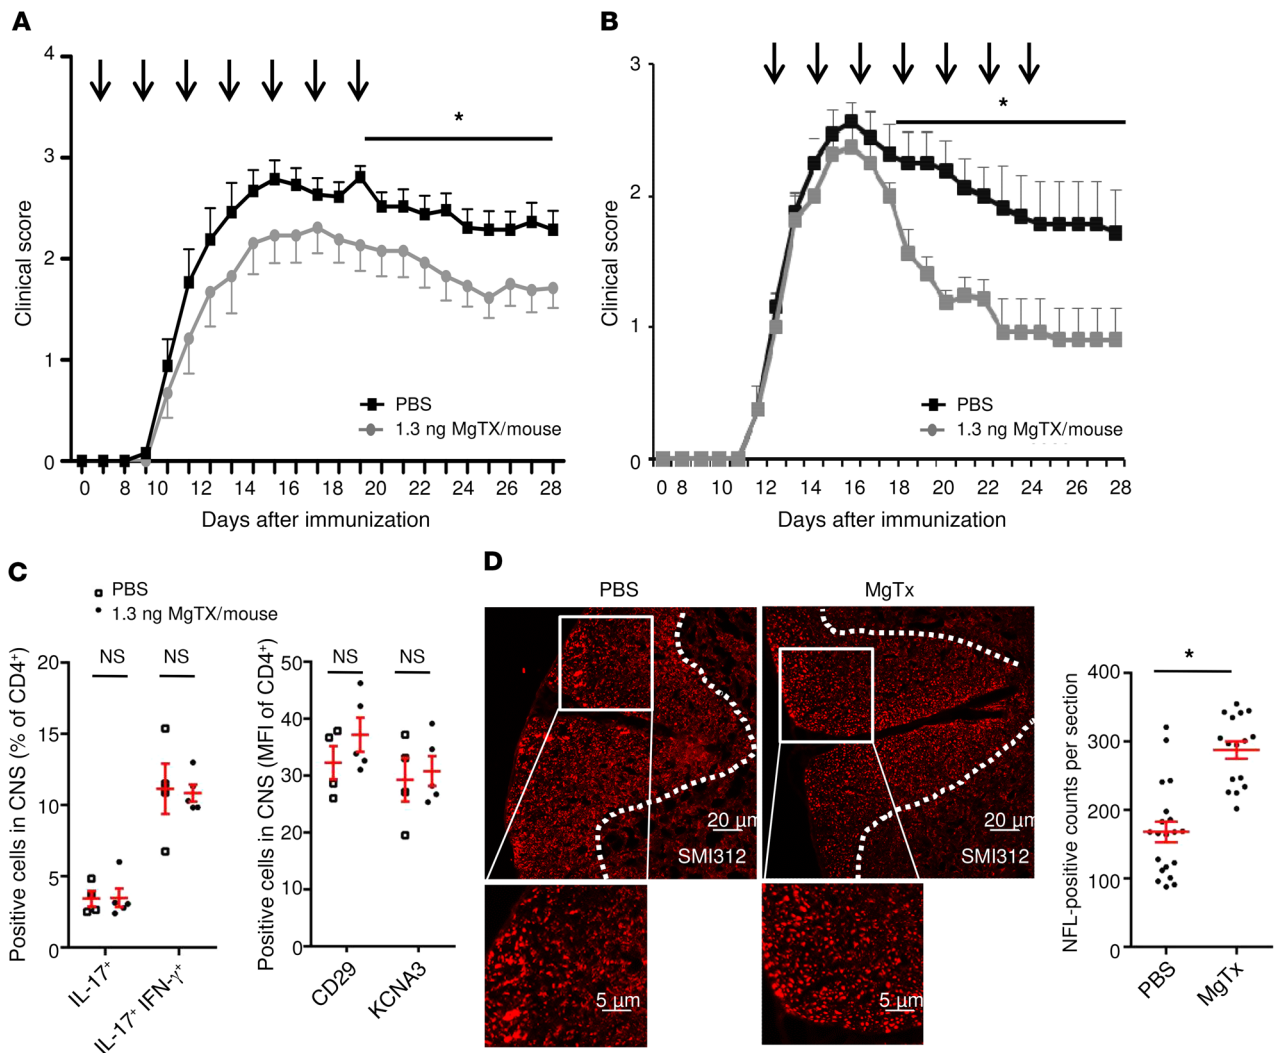 A
4
3
2
1
0
Clinical score
*
PBS
1.3 ng MgTX/mouse
0 8 10 12 14 16 18 20 22 24 26 28
Days after immunization
B
3
2
1
0
Clinical score
*
PBS
1.3 ng MgTX/mouse
0 8 10 12 14 16 18 20 22 24 26 28
Days after immunization
C
PBS
1.3 ng MgTX/mouse
20
15
10
5
0
Positive cells in CNS (% of CD4⁺)
NS NS
IL-17⁺
IL-17⁺ IFN-γ⁺
50
40
30
20
10
0
Positive cells in CNS (MFI of CD4⁺)
NS NS
CD29
KCNA3
D
PBS
MgTx
20 µm
SMI312
20 µm
SMI312
5 µm
5 µm
400
300
200
100
0
NFL-positive counts per section
*
PBS
MgTx